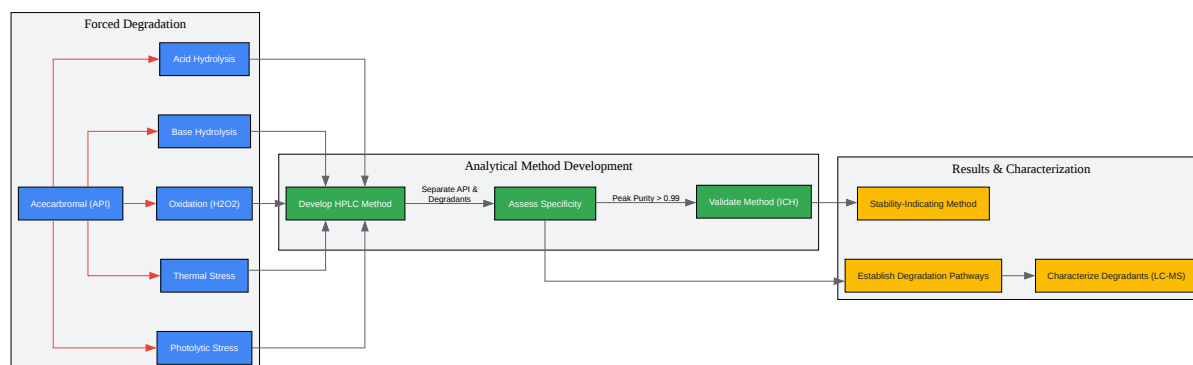 Forced Degradation
Acid Hydrolysis
Base Hydrolysis
Acecarbromal (API)
Oxidation (H2O2)
Thermal Stress
Photolytic Stress
Analytical Method Development
Develop HPLC Method
Separate API &
Degradants
Assess Specificity
Peak Purity > 0.99
Validate Method (ICH)
Results & Characterization
Stability-Indicating Method
Establish Degradation Pathways
Characterize Degradants (LC-MS)